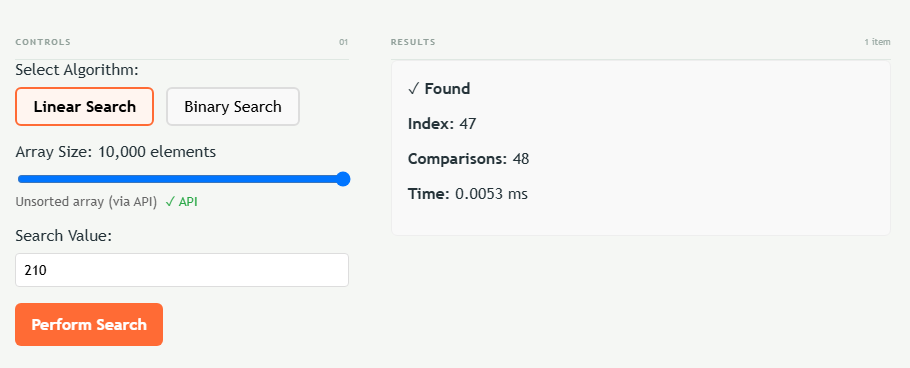 CONTROLS
01
Select Algorithm:
Linear Search
Binary Search
Array Size: 10,000 elements
Unsorted array (via API) ✓ API
Search Value:
210
Perform Search
RESULTS
1 item
✓ Found
Index: 47
Comparisons: 48
Time: 0.0053 ms